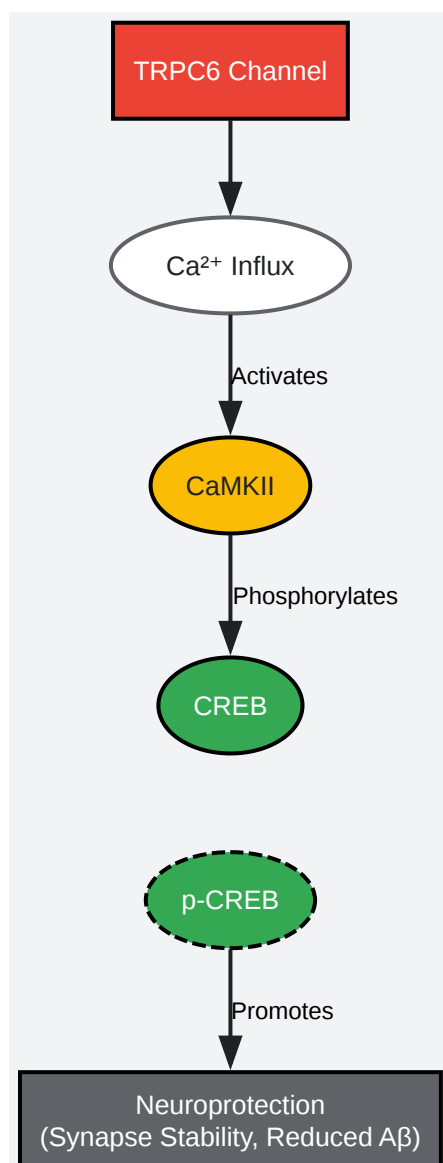 TRPC6 Channel
Ca²⁺ Influx
Activates
CaMKII
Phosphorylates
CREB
p-CREB
Promotes
Neuroprotection
(Synapse Stability, Reduced Aβ)